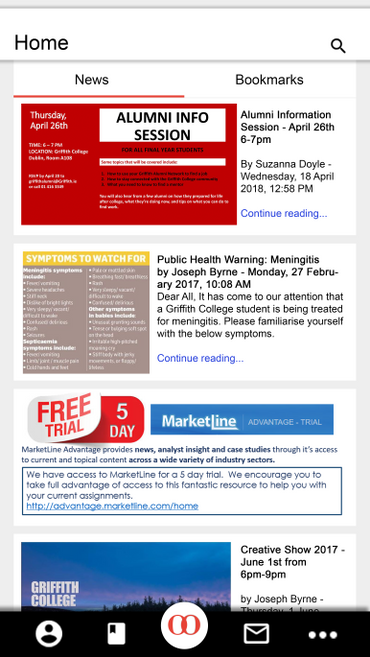 Home
News
Bookmarks
Thursday,
April 26th
TIME: 6 – 7 PM
LOCATION: Griffith College
Dublin, Room A108
ALUMNI INFO
SESSION
FOR ALL FINAL YEAR STUDENTS
Some topics that will be covered include:
You will also hear from a few alumni on how they prepared for life
after college, what they're doing now, and tips on what you can do to
find work.
Alumni Information
Session - April 26th
6-7pm
By Suzanna Doyle -
Wednesday, 18 April
2018, 12:58 PM
Continue reading...
SYMPTOMS TO WATCH FOR
Meningitis symptoms
include:
• Fever/ vomiting
• Severe headaches
• Stiff neck
• Dislike of bright lights
• Very sleepy/ vacant/
difficult to wake
• Confused/ delirious
• Rash
• Seizures
Septicaemia
symptoms include:
• Fever/ vomiting
• Limb/ joint / muscle pain
• Cold hands and feet
• Pale or mottled skin
• Breathing fast/ breathless
• Rash
• Very sleepy/ vacant/
difficult to wake
• Confused/ delirious
Other symptoms
in babies include:
• Unusual grunting sounds
• Tense or bulging soft spot
on the head
• Irritable high pitched
moaning cry
• Stiff body with jerky
movements, or floppy/
lifeless
Public Health Warning: Meningitis
by Joseph Byrne - Monday, 27 Febru-
ary 2017, 10:08 AM
Dear All, It has come to our attention that
a Griffith College student is being treated
for meningitis. Please familiarise yourself
with the below symptoms.
Continue reading...
FREE
TRIAL
5
DAY
MarketLine
ADVANTAGE - TRIAL
MarketLine Advantage provides news, analyst insight and case studies through it's access
to current and topical content across a wide variety of industry sectors.
We have access to MarketLine for a 5 day trial. We encourage you to
take full advantage of access to this fantastic resource to help you with
your current assignments.
http://advantage.marketline.com/home
GRIFFITH
COLLEGE
Creative Show 2017 -
June 1st from
6pm-9pm
by Joseph Byrne -
Thursday, 1 June